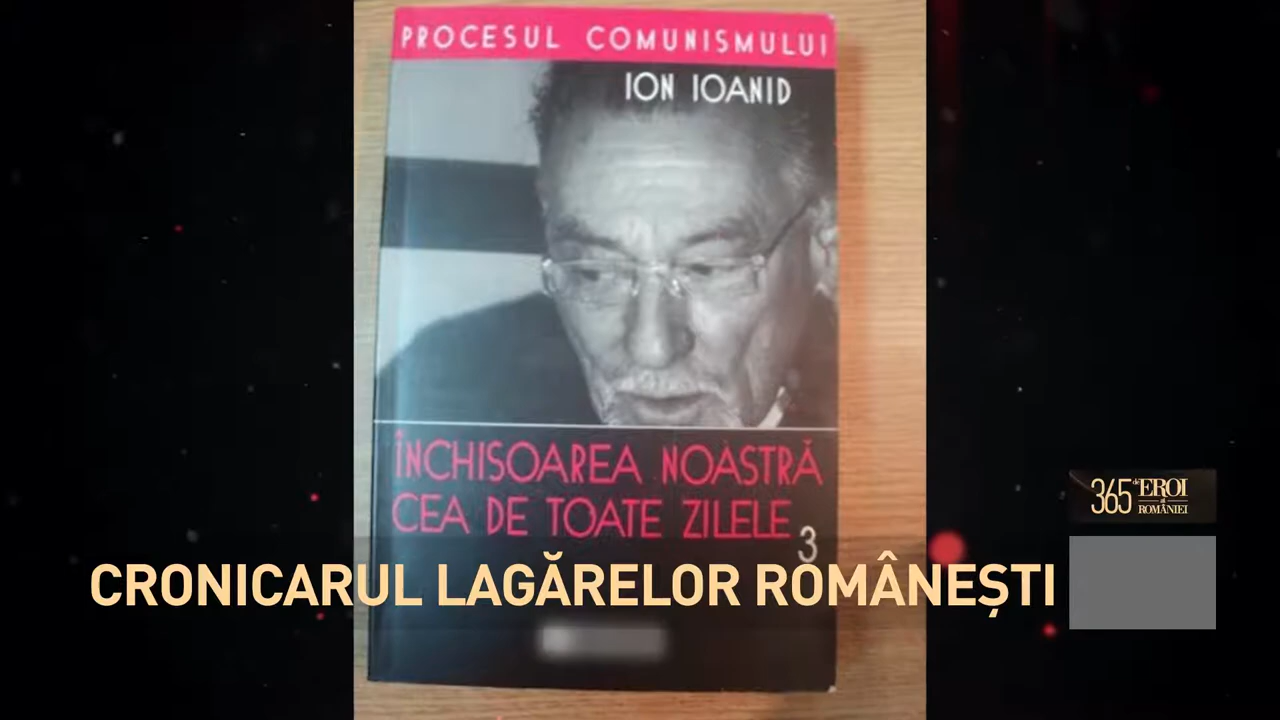 PROCESUL COMUNISMULUI
ION IOANID
ÎNCHISOAREA NOASTRĂ
CEA DE TOATE ZILELE
3
CRONICARUL LAGĂRELOR ROMÂNEȘTI
365 de EROI
ai
ROMÂNIEI